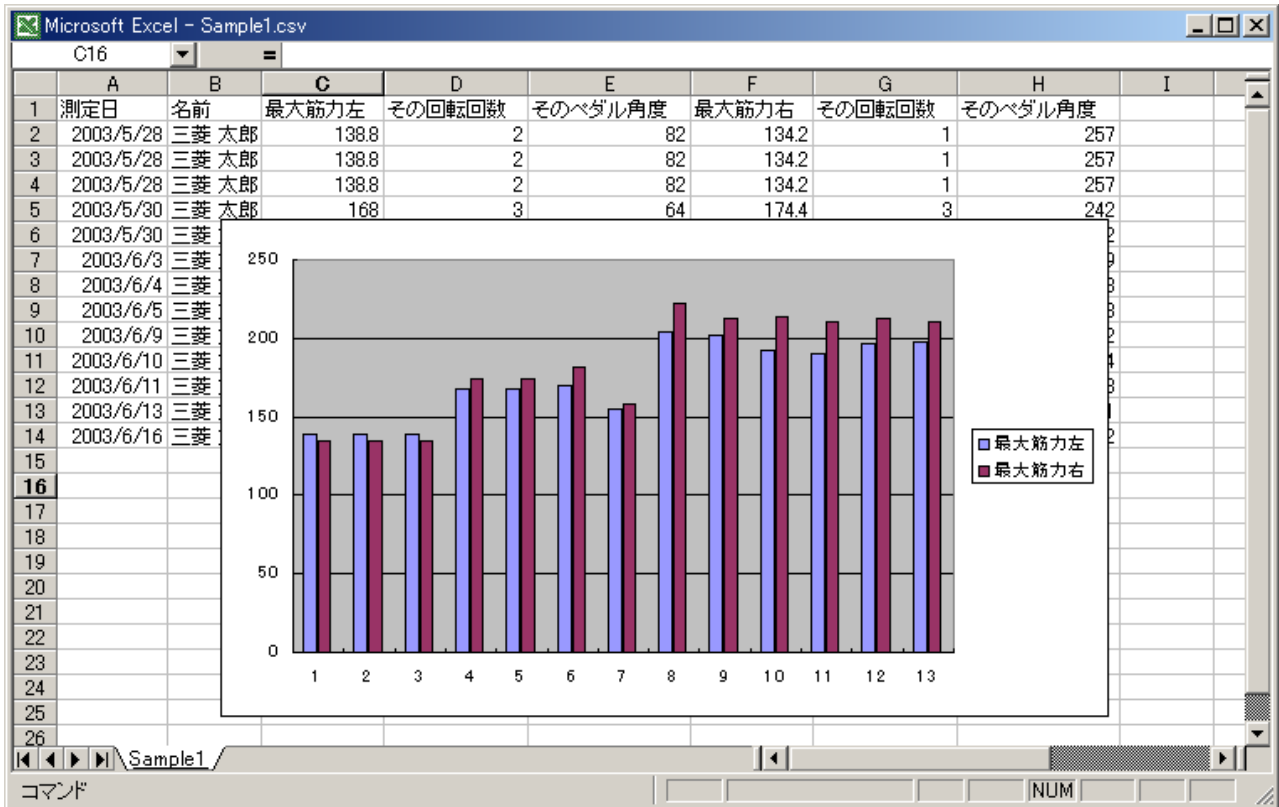 Microsoft Excel - Sample1.csv
C16 =
A B C D E F G H I
1 測定日 名前 最大筋力左 その回転回数 そのペダル角度 最大筋力右 その回転回数 そのペダル角度
2 2003/5/28 三菱 太郎 138.8 2 82 134.2 1 257
3 2003/5/28 三菱 太郎 138.8 2 82 134.2 1 257
4 2003/5/28 三菱 太郎 138.8 2 82 134.2 1 257
5 2003/5/30 三菱 太郎 168 3 64 174.4 3 242
6 2003/5/30 三菱
7 2003/6/3 三菱
8 2003/6/4 三菱
9 2003/6/5 三菱
10 2003/6/9 三菱
11 2003/6/10 三菱
12 2003/6/11 三菱
13 2003/6/13 三菱
14 2003/6/16 三菱
15
16
17
18
19
20
21
22
23
24
25
26
250
200
150
100
50
0
1 2 3 4 5 6 7 8 9 10 11 12 13
最大筋力左
最大筋力右
Sample1
コマンド NUM